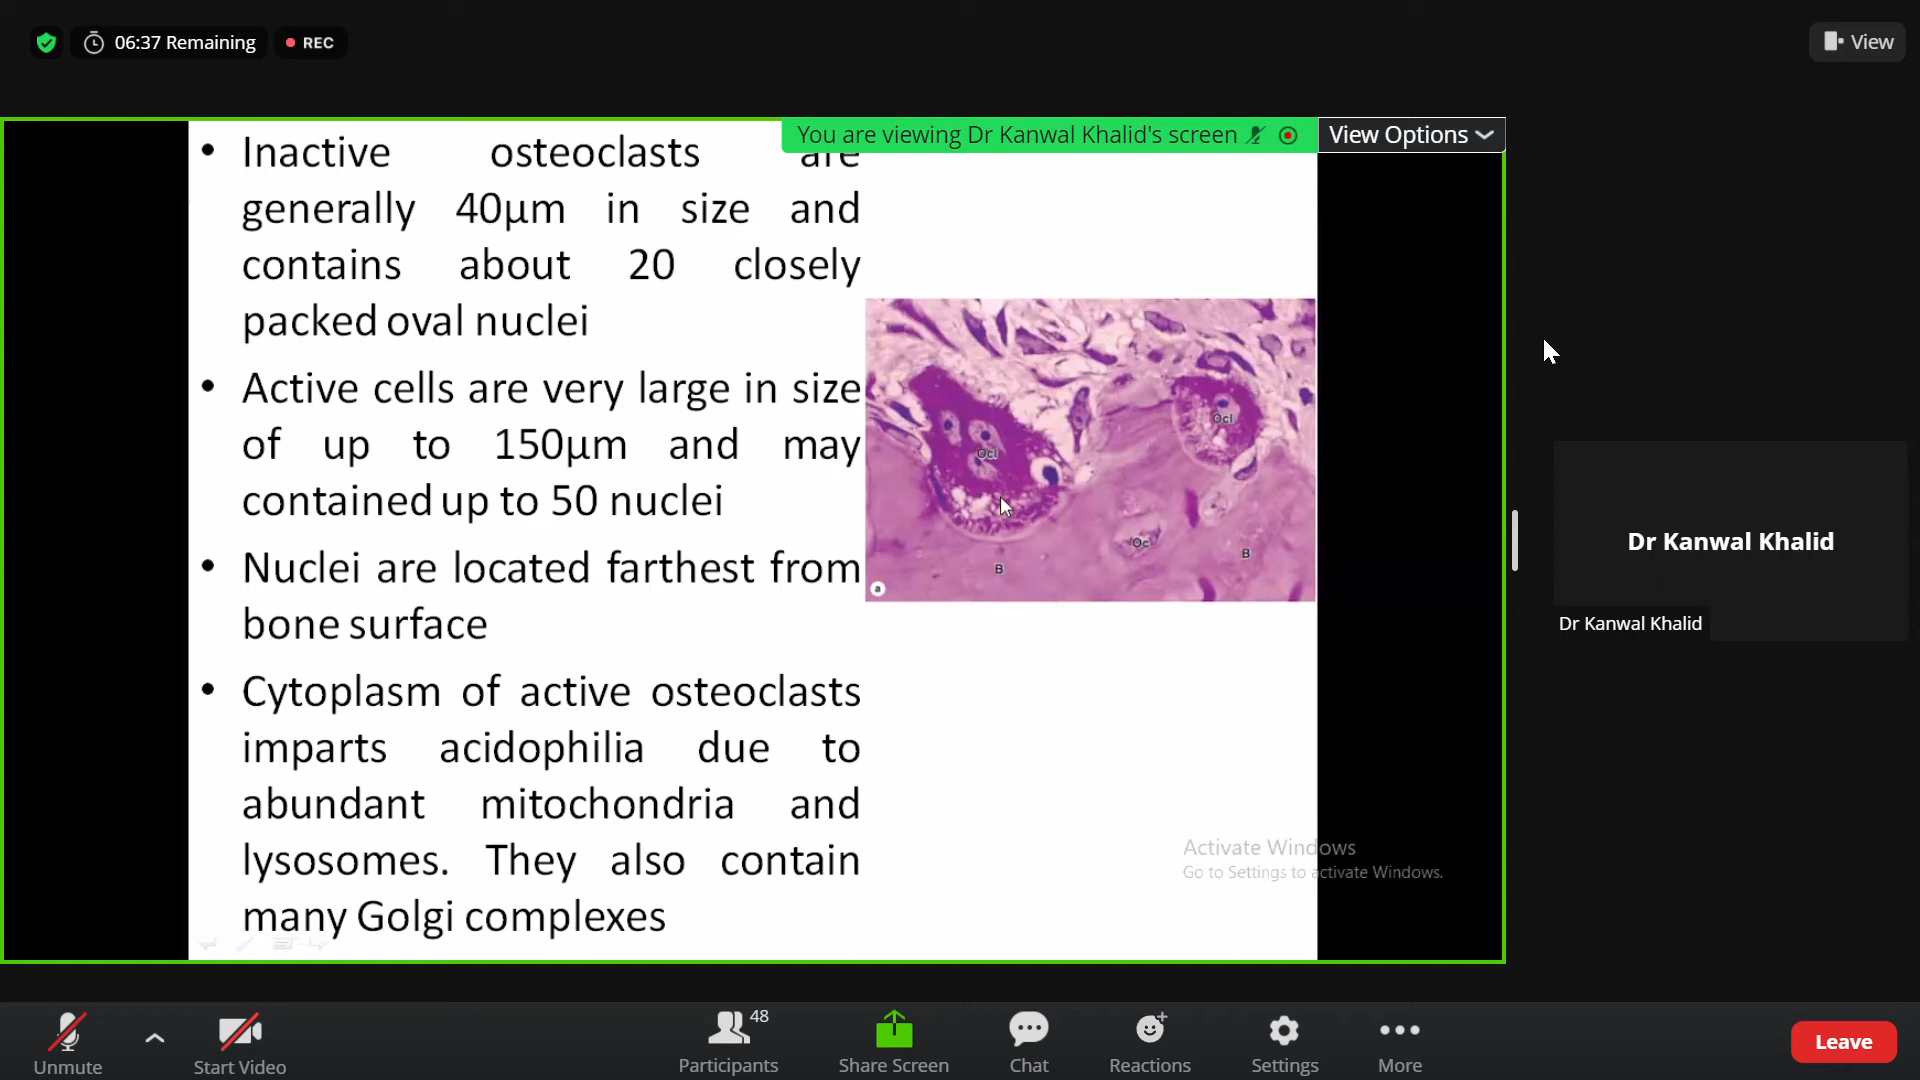 06:37 Remaining
REC
View
You are viewing Dr Kanwal Khalid's screen
View Options
• Inactive osteoclasts are
generally 40µm in size and
contains about 20 closely
packed oval nuclei
• Active cells are very large in size
of up to 150µm and may
contained up to 50 nuclei
• Nuclei are located farthest from
bone surface
• Cytoplasm of active osteoclasts
imparts acidophilia due to
abundant mitochondria and
lysosomes. They also contain
many Golgi complexes
Ocl
Ocl
Oc
B
B
a
Activate Windows
Go to Settings to activate Windows.
Dr Kanwal Khalid
Dr Kanwal Khalid
Unmute
Start Video
48
Participants
Share Screen
Chat
Reactions
Settings
More
Leave